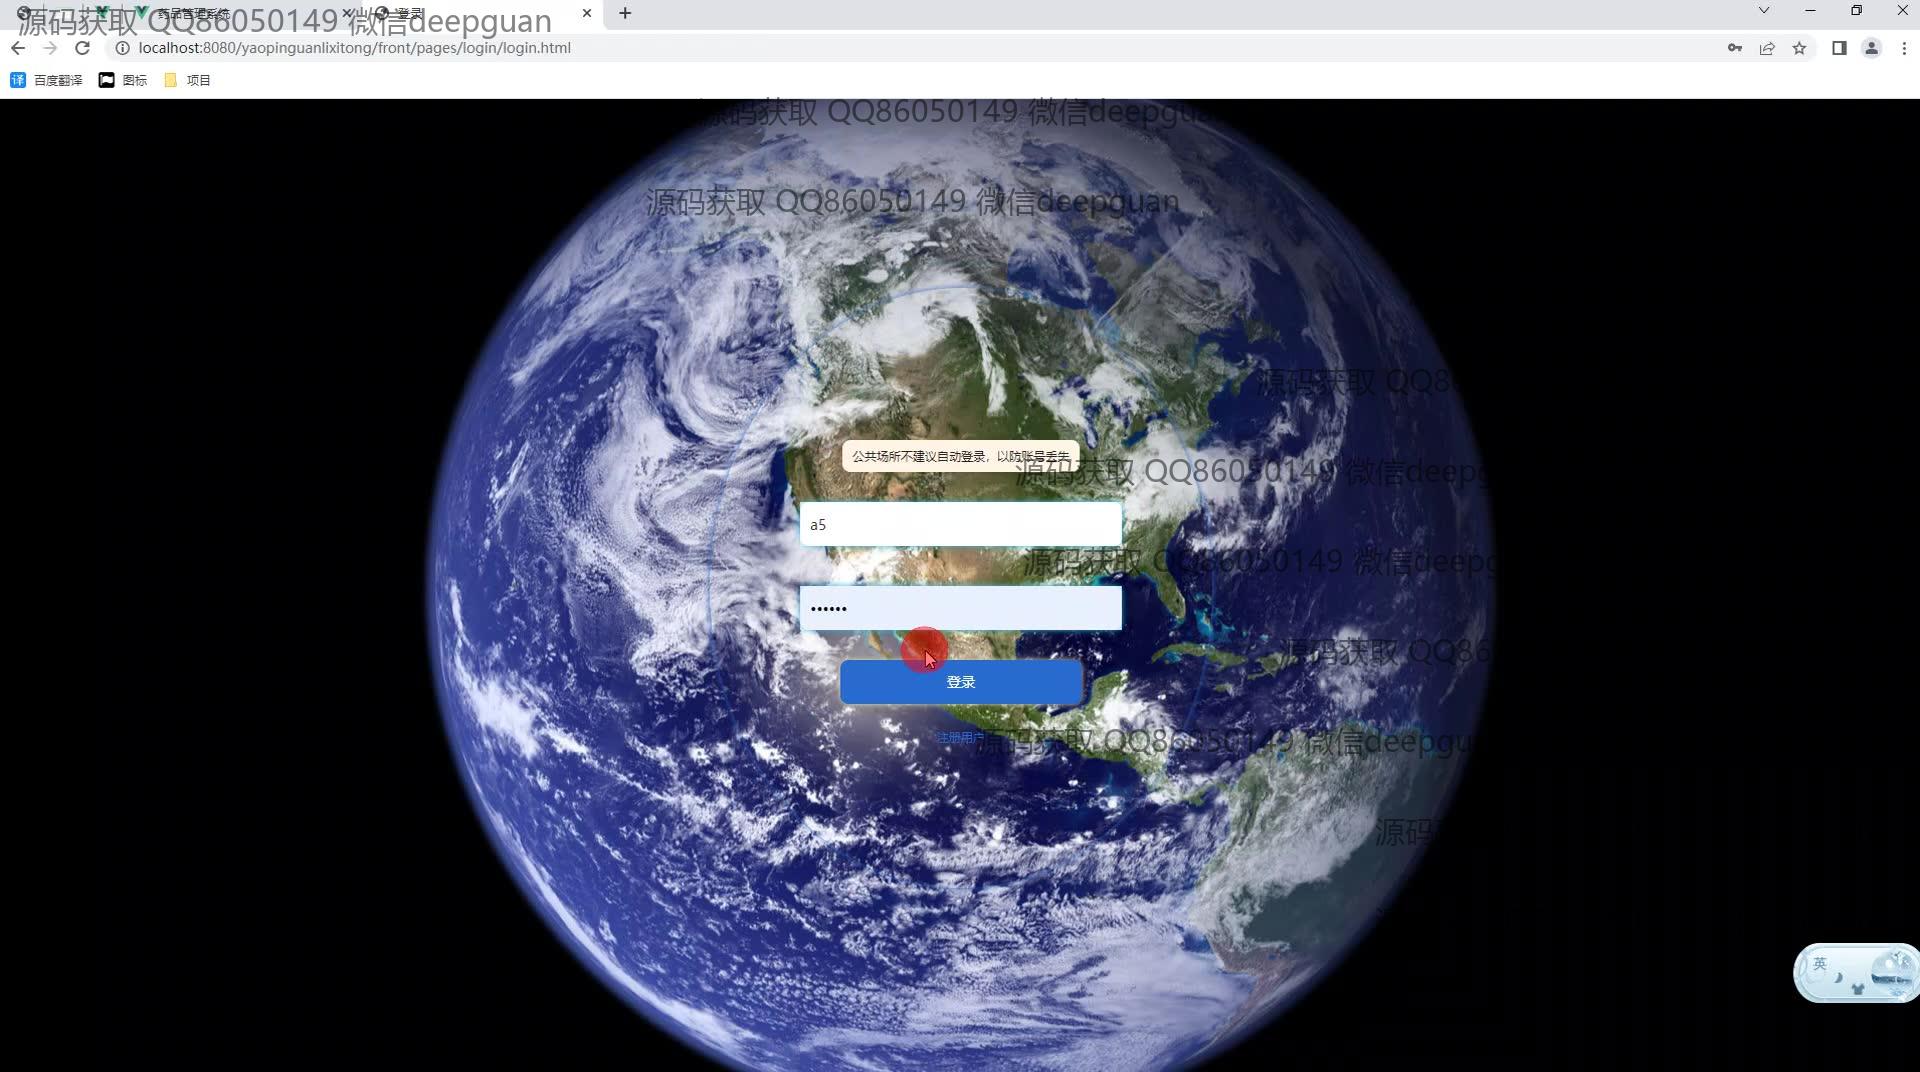 药品管理系统
登录
源码获取 QQ86050149 微信deepguan
localhost:8080/yaopinguanlixitong/front/pages/login/login.html
百度翻译 图标 项目
源码获取 QQ86050149 微信deepgua
源码获取 QQ86050149 微信deepguan
源码获取 QQ8
公共场所不建议自动登录，以防账号丢失
源码获取 QQ86050149 微信deepg
a5
源码获取 QQ86050149 微信deepg
源码获取 QQ86
登录
注册用户
源码获取 QQ86050149 微信deepgu
源码
英